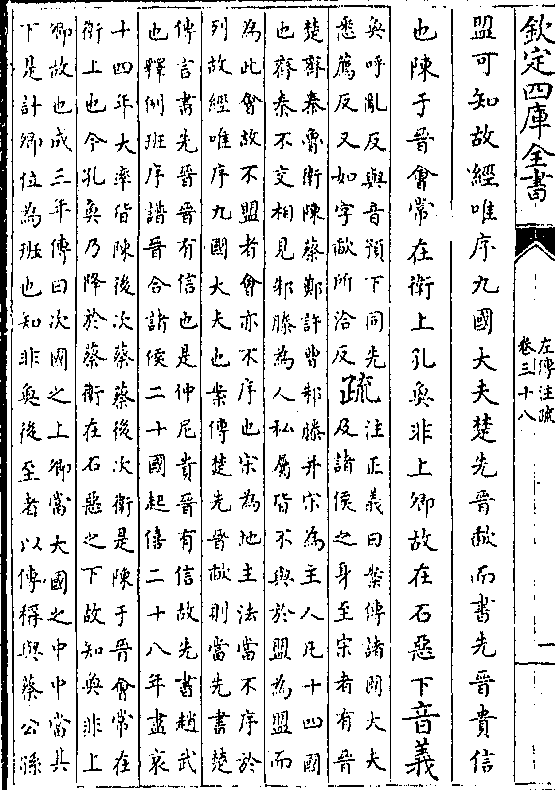 欽定四庫全書
左傳注疏
卷三十八
一
盟可知故經唯序九國大夫楚先晉歃而書先晉貴信
也陳于晉會常在衛上孔奐非上卿故在石惡下音義
奐呼亂反與音預下同先
悉薦反又如字歃所洽反
疏
注正義曰案傳諸國大夫
及諸侯之身至宋者有晉
楚齊秦魯衛陳蔡鄭許曹邾滕并宋為主人凡十四國
也齊秦不交相見邾滕為人私屬皆不與於盟為盟而
為此會故不盟者會亦不序也宋為地主法當不序於
列故經唯序九國大夫也案傳楚先晉歃則當先書楚
傳言書先晉晉有信也是仲尼貴晉有信故先書趙武
也釋例班序譜晉合諸侯二十國起僖二十八年盡哀
十四年大率偕陳後次蔡蔡後次衛是陳于晉會常在
衛上也今孔奐乃降於蔡衛在石惡之下故知奐非上
卿故也成三年傳曰次國之上卿當大國之中中當其
下是計卿位為班也知非奐後至者以傳稱與蔡公孫